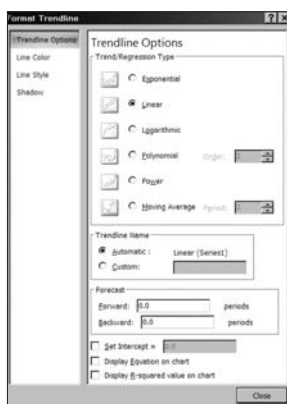 Format Trendline
Trendline Options
Line Color
Line Style
Shadow
Trendline Options
Trend/Regression Type
Exponential
Linear
Logarithmic
Polynomial Order: 2
Power
Moving Average Period: 2
Trendline Name
Automatic : Linear (Series1)
Custom:
Forecast
Forward: 0.0 periods
Backward: 0.0 periods
Set Intercept = 0.0
Display Equation on chart
Display R-squared value on chart
Close